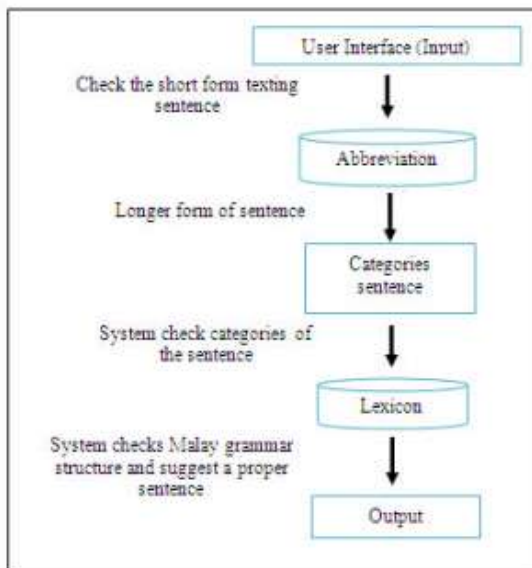 User Interface (Input)
Check the short form texting
sentence
Abbreviation
Longer form of sentence
Categories
sentence
System check categories of
the sentence
Lexicon
System checks Malay grammar
structure and suggest a proper
sentence
Output